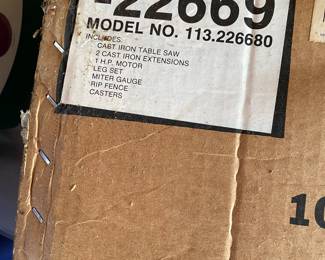 -22669
MODEL NO. 113.226680
INCLUDES:
CAST IRON TABLE SAW
2 CAST IRON EXTENSIONS
1 H.P. MOTOR
LEG SET
MITER GAUGE
RIP FENCE
CASTERS
10